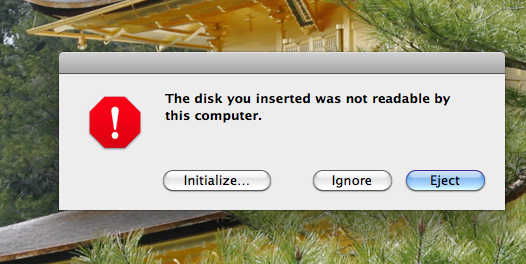 The disk you inserted was not readable by
this computer.
Initialize...
Ignore
Eject